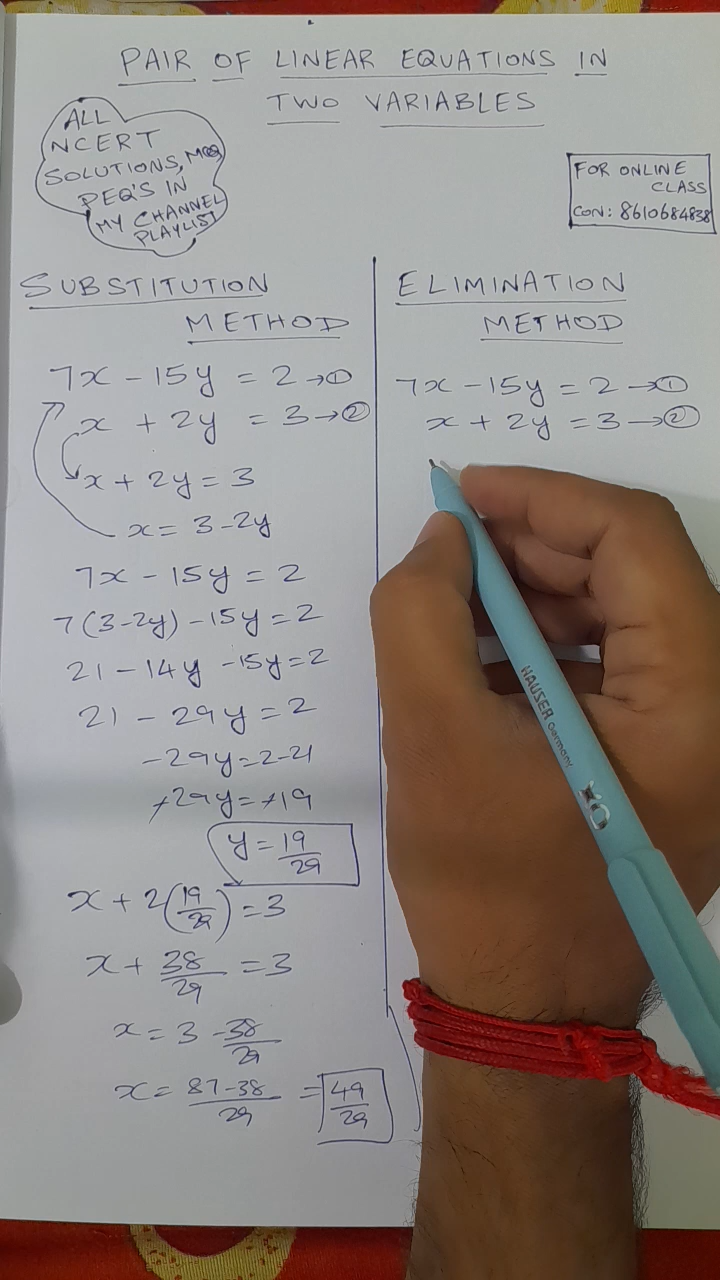 PAIR OF LINEAR EQUATIONS IN
TWO VARIABLES
ALL
NCERT
SOLUTIONS, MCQ,
PEQ'S IN
MY CHANNEL
PLAYLIST
FOR ONLINE
CLASS
CON: 8610684838
SUBSTITUTION
METHOD
7x - 15y = 2 → ①
x + 2y = 3 → ②
x + 2y = 3
x = 3 - 2y
7x - 15y = 2
7(3-2y) - 15y = 2
21 - 14y - 15y = 2
21 - 29y = 2
-29y = 2-21
-29y = -19
y = 19/29
x + 2(19/29) = 3
x + 38/29 = 3
x = 3 - 38/29
x = 87-38/29 = 49/29
ELIMINATION
METHOD
7x - 15y = 2 → ①
x + 2y = 3 → ②
HAUSER Germany
XO